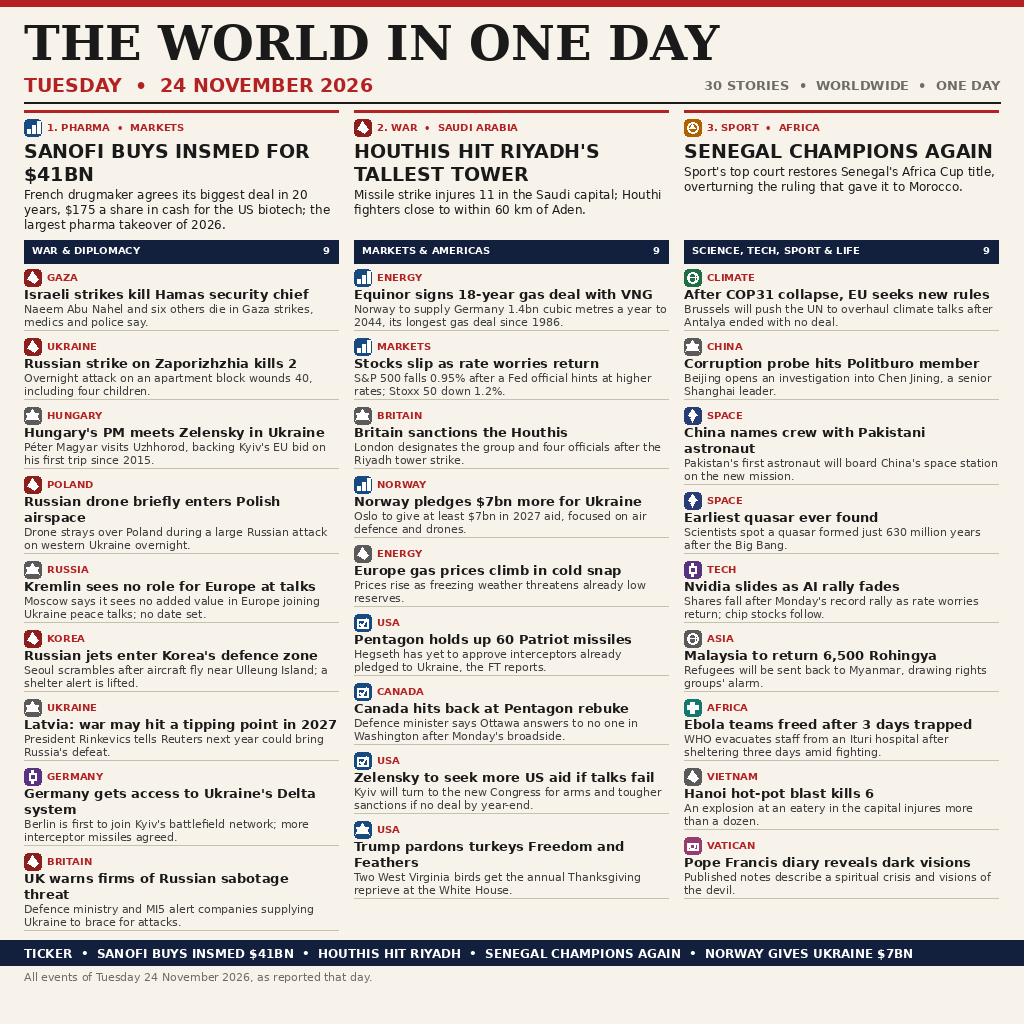 THE WORLD IN ONE DAY
TUESDAY • 24 NOVEMBER 2026
30 STORIES • WORLDWIDE • ONE DAY
1. PHARMA • MARKETS
SANOFI BUYS INSMED FOR
$41BN
French drugmaker agrees its biggest deal in 20
years, $175 a share in cash for the US biotech; the
largest pharma takeover of 2026.
2. WAR • SAUDI ARABIA
HOUTHIS HIT RIYADH'S
TALLEST TOWER
Missile strike injures 11 in the Saudi capital; Houthi
fighters close to within 60 km of Aden.
3. SPORT • AFRICA
SENEGAL CHAMPIONS AGAIN
Sport's top court restores Senegal's Africa Cup title,
overturning the ruling that gave it to Morocco.
WAR & DIPLOMACY 9
GAZA
Israeli strikes kill Hamas security chief
Naeem Abu Nahel and six others die in Gaza strikes,
medics and police say.
UKRAINE
Russian strike on Zaporizhzhia kills 2
Overnight attack on an apartment block wounds 40,
including four children.
HUNGARY
Hungary's PM meets Zelensky in Ukraine
Péter Magyar visits Uzhhorod, backing Kyiv's EU bid on
his first trip since 2015.
POLAND
Russian drone briefly enters Polish
airspace
Drone strays over Poland during a large Russian attack
on western Ukraine overnight.
RUSSIA
Kremlin sees no role for Europe at talks
Moscow says it sees no added value in Europe joining
Ukraine peace talks; no date set.
KOREA
Russian jets enter Korea's defence zone
Seoul scrambles after aircraft fly near Ulleung Island; a
shelter alert is lifted.
UKRAINE
Latvia: war may hit a tipping point in 2027
President Rinkevics tells Reuters next year could bring
Russia's defeat.
GERMANY
Germany gets access to Ukraine's Delta
system
Berlin is first to join Kyiv's battlefield network; more
interceptor missiles agreed.
BRITAIN
UK warns firms of Russian sabotage
threat
Defence ministry and MI5 alert companies supplying
Ukraine to brace for attacks.
MARKETS & AMERICAS 9
ENERGY
Equinor signs 18-year gas deal with VNG
Norway to supply Germany 1.4bn cubic metres a year to
2044, its longest gas deal since 1986.
MARKETS
Stocks slip as rate worries return
S&P 500 falls 0.95% after a Fed official hints at higher
rates; Stoxx 50 down 1.2%.
BRITAIN
Britain sanctions the Houthis
London designates the group and four officials after the
Riyadh tower strike.
NORWAY
Norway pledges $7bn more for Ukraine
Oslo to give at least $7bn in 2027 aid, focused on air
defence and drones.
ENERGY
Europe gas prices climb in cold snap
Prices rise as freezing weather threatens already low
reserves.
USA
Pentagon holds up 60 Patriot missiles
Hegseth has yet to approve interceptors already
pledged to Ukraine, the FT reports.
CANADA
Canada hits back at Pentagon rebuke
Defence minister says Ottawa answers to no one in
Washington after Monday's broadside.
USA
Zelensky to seek more US aid if talks fail
Kyiv will turn to the new Congress for arms and tougher
sanctions if no deal by year-end.
USA
Trump pardons turkeys Freedom and
Feathers
Two West Virginia birds get the annual Thanksgiving
reprieve at the White House.
SCIENCE, TECH, SPORT & LIFE 9
CLIMATE
After COP31 collapse, EU seeks new rules
Brussels will push the UN to overhaul climate talks after
Antalya ended with no deal.
CHINA
Corruption probe hits Politburo member
Beijing opens an investigation into Chen Jining, a senior
Shanghai leader.
SPACE
China names crew with Pakistani
astronaut
Pakistan's first astronaut will board China's space station
on the new mission.
SPACE
Earliest quasar ever found
Scientists spot a quasar formed just 630 million years
after the Big Bang.
TECH
Nvidia slides as AI rally fades
Shares fall after Monday's record rally as rate worries
return; chip stocks follow.
ASIA
Malaysia to return 6,500 Rohingya
Refugees will be sent back to Myanmar, drawing rights
groups' alarm.
AFRICA
Ebola teams freed after 3 days trapped
WHO evacuates staff from an Ituri hospital after
sheltering three days amid fighting.
VIETNAM
Hanoi hot-pot blast kills 6
An explosion at an eatery in the capital injures more
than a dozen.
VATICAN
Pope Francis diary reveals dark visions
Published notes describe a spiritual crisis and visions of
the devil.
TICKER • SANOFI BUYS INSMED $41BN • HOUTHIS HIT RIYADH • SENEGAL CHAMPIONS AGAIN • NORWAY GIVES UKRAINE $7BN
All events of Tuesday 24 November 2026, as reported that day.